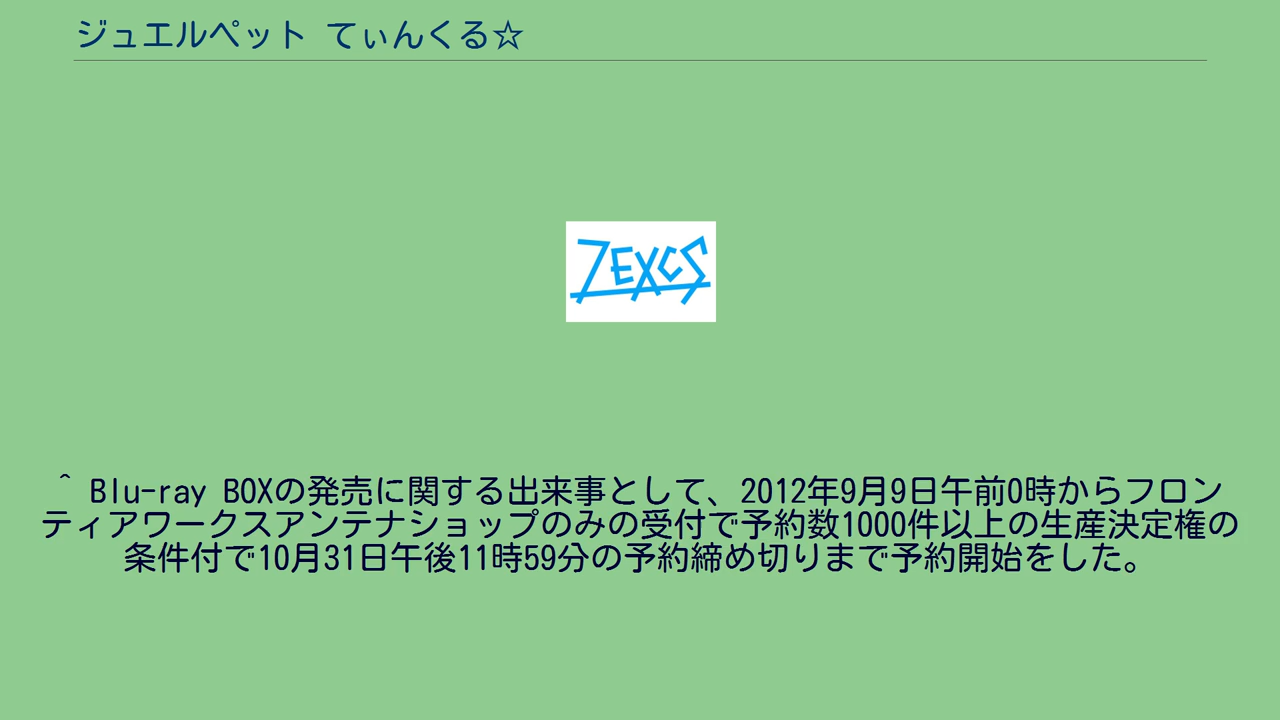 ジュエルペット てぃんくる☆
ZEXCS
^ Blu-ray BOXの発売に関する出来事として、2012年9月9日午前0時からフロン
ティアワークスアンテナショップのみの受付で予約数1000件以上の生産決定権の
条件付で10月31日午後11時59分の予約締め切りまで予約開始をした。